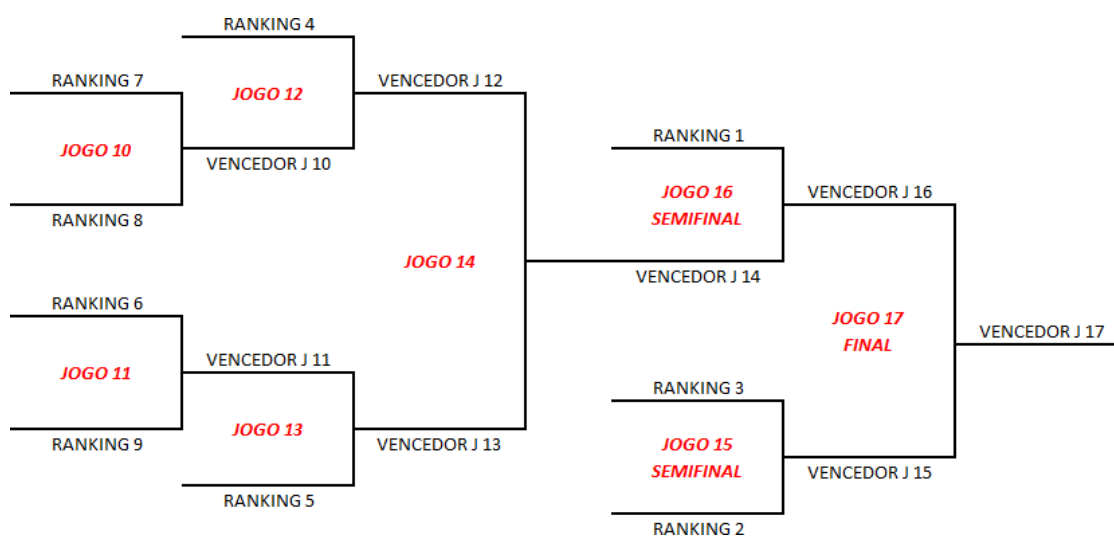 RANKING 4
RANKING 7
VENCEDOR J 12
JOGO 12
RANKING 1
JOGO 10
VENCEDOR J 10
JOGO 16
SEMIFINAL
VENCEDOR J 16
RANKING 8
JOGO 14
VENCEDOR J 14
RANKING 6
JOGO 17
FINAL
VENCEDOR J 17
VENCEDOR J 11
JOGO 11
RANKING 3
JOGO 13
RANKING 9
VENCEDOR J 13
JOGO 15
SEMIFINAL
VENCEDOR J 15
RANKING 5
RANKING 2